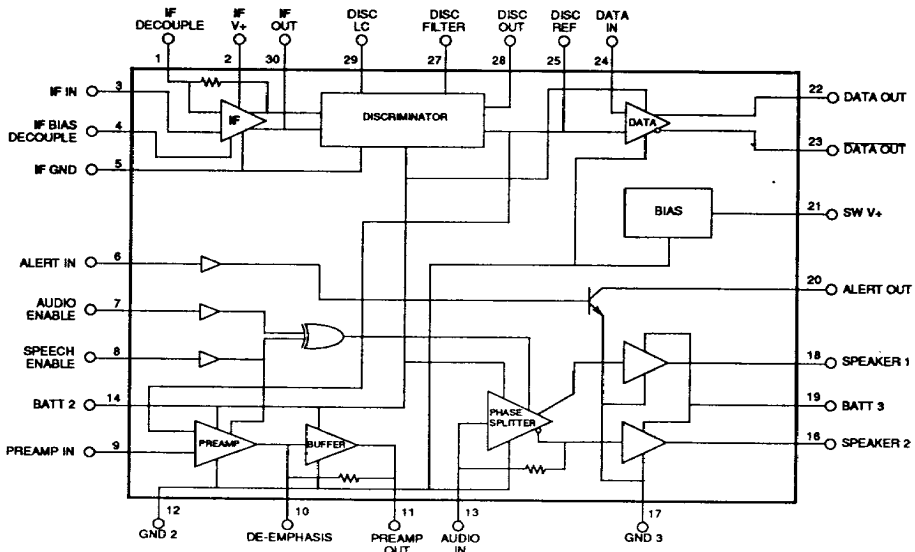 IF
DECOUPLE
IF
V+
IF
OUT
DISC
LC
DISC
FILTER
DISC
OUT
DISC
REF
DATA
IN
1
2
30
29
27
28
25
24
IF IN
3
IF BIAS
DECOUPLE
4
IF GND
5
IF
DISCRIMINATOR
DATA
22
DATA OUT
23
DATA OUT
BIAS
21
SW V+
ALERT IN
6
20
ALERT OUT
AUDIO
ENABLE
7
SPEECH
ENABLE
8
18
SPEAKER 1
BATT 2
14
19
BATT 3
PREAMP IN
9
PREAMP
BUFFER
PHASE
SPLITTER
16
SPEAKER 2
12
GND 2
10
DE-EMPHASIS
11
PREAMP
OUT
13
AUDIO
IN
17
GND 3